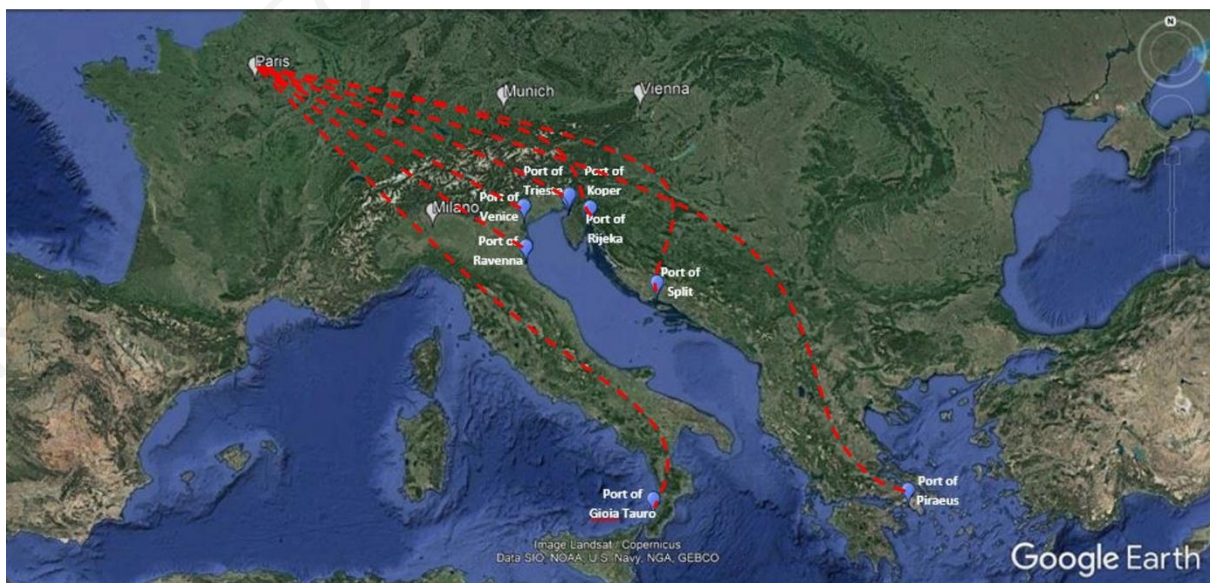 N
Paris
Munich
Vienna
Port of
Trieste
Port of
Koper
Port of
Venice
Milano
Port of
Rijeka
Port of
Ravenna
Port of
Split
Port of
Gioia Tauro
Port of
Piraeus
Image Landsat / Copernicus
Data SIO, NOAA, U.S. Navy, NGA, GEBCO
Google Earth